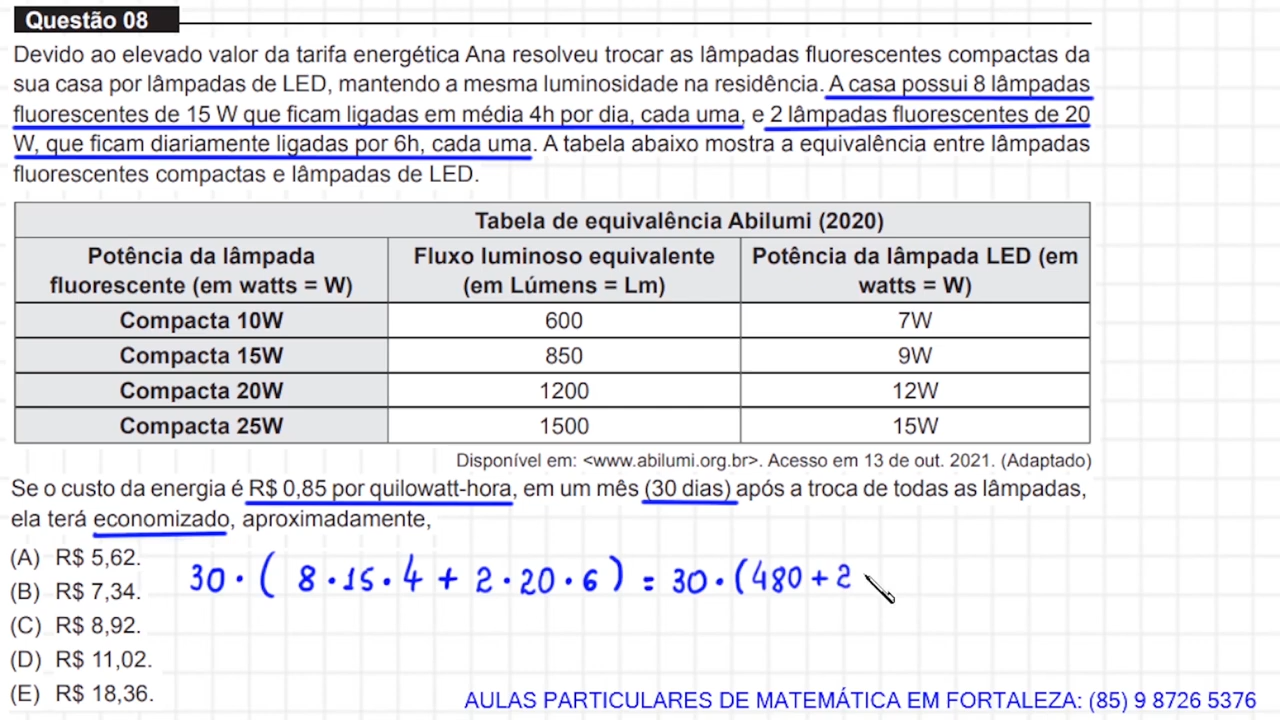 Questão 08
Devido ao elevado valor da tarifa energética Ana resolveu trocar as lâmpadas fluorescentes compactas da
sua casa por lâmpadas de LED, mantendo a mesma luminosidade na residência. A casa possui 8 lâmpadas
fluorescentes de 15 W que ficam ligadas em média 4h por dia, cada uma, e 2 lâmpadas fluorescentes de 20
W, que ficam diariamente ligadas por 6h, cada uma. A tabela abaixo mostra a equivalência entre lâmpadas
fluorescentes compactas e lâmpadas de LED.
Tabela de equivalência Abilumi (2020)
Potência da lâmpada fluorescente (em watts = W) Fluxo luminoso equivalente (em Lúmens = Lm) Potência da lâmpada LED (em watts = W)
Compacta 10W 600 7W
Compacta 15W 850 9W
Compacta 20W 1200 12W
Compacta 25W 1500 15W
Disponível em: <www.abilumi.org.br>. Acesso em 13 de out. 2021. (Adaptado)
Se o custo da energia é R$ 0,85 por quilowatt-hora, em um mês (30 dias) após a troca de todas as lâmpadas,
ela terá economizado, aproximadamente,
(A) R$ 5,62.
(B) R$ 7,34.
(C) R$ 8,92.
(D) R$ 11,02.
(E) R$ 18,36.
30 · ( 8 · 15 · 4 + 2 · 20 · 6 ) = 30 · (480 + 2
AULAS PARTICULARES DE MATEMÁTICA EM FORTALEZA: (85) 9 8726 5376